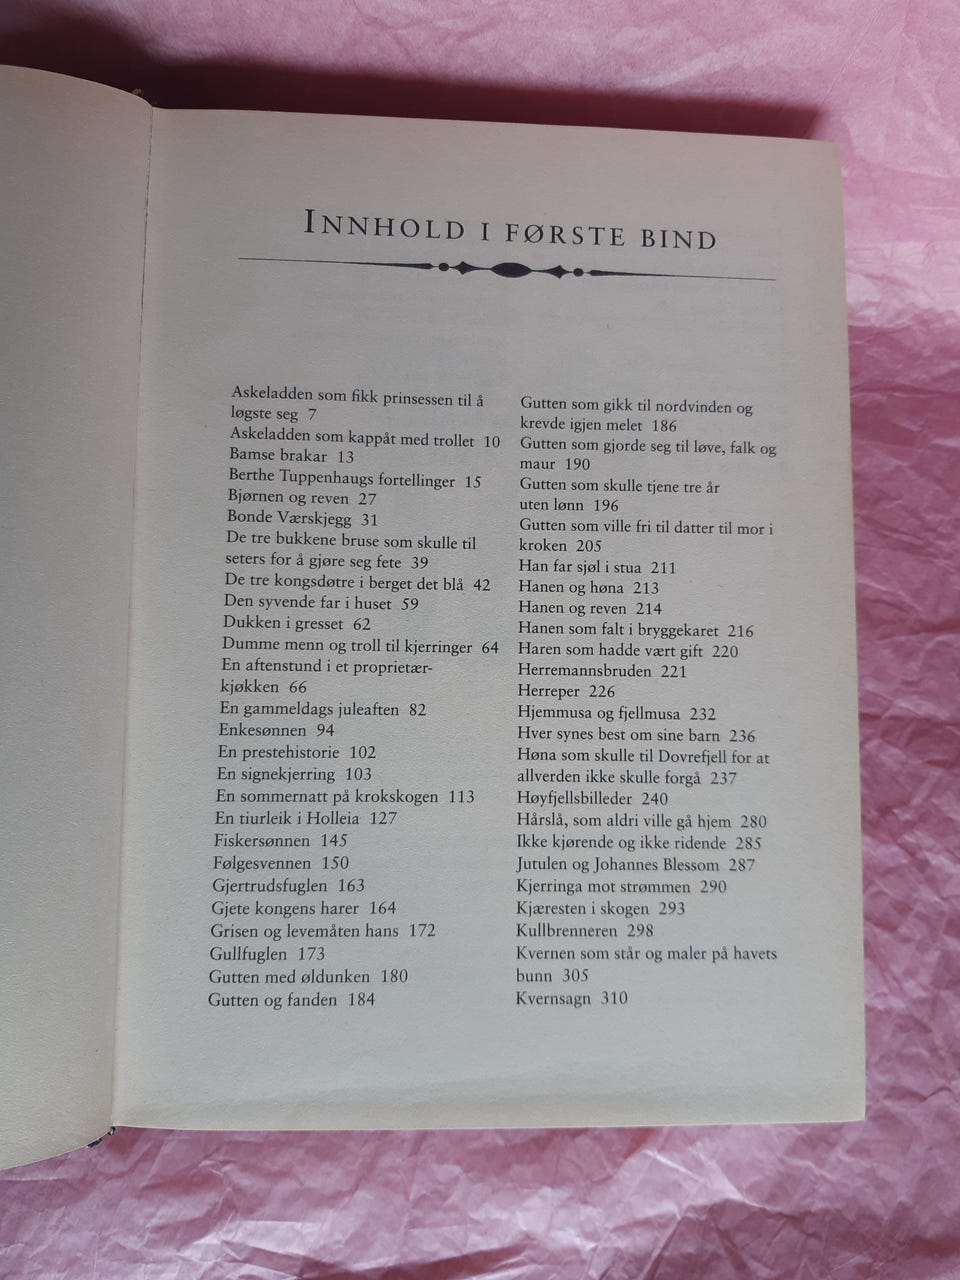 INNHOLD I FØRSTE BIND
Askeladden som fikk prinsessen til å
løgste seg 7
Askeladden som kappåt med trollet 10
Bamse brakar 13
Berthe Tuppenhaugs fortellinger 15
Bjørnen og reven 27
Bonde Værskjegg 31
De tre bukkene bruse som skulle til
seters for å gjøre seg fete 39
De tre kongsdøtre i berget det blå 42
Den syvende far i huset 59
Dukken i gresset 62
Dumme menn og troll til kjerringer 64
En aftenstund i et proprietær-
kjøkken 66
En gammeldags juleaften 82
Enkesønnen 94
En prestehistorie 102
En signekjerring 103
En sommernatt på krokskogen 113
En tiurleik i Holleia 127
Fiskersønnen 145
Følgesvennen 150
Gjertrudsfuglen 163
Gjete kongens harer 164
Grisen og levemåten hans 172
Gullfuglen 173
Gutten med øldunken 180
Gutten og fanden 184
Gutten som gikk til nordvinden og
krevde igjen melet 186
Gutten som gjorde seg til løve, falk og
maur 190
Gutten som skulle tjene tre år
uten lønn 196
Gutten som ville fri til datter til mor i
kroken 205
Han far sjøl i stua 211
Hanen og høna 213
Hanen og reven 214
Hanen som falt i bryggekaret 216
Haren som hadde vært gift 220
Herremannsbruden 221
Herreper 226
Hjemmusa og fjellmusa 232
Hver synes best om sine barn 236
Høna som skulle til Dovrefjell for at
allverden ikke skulle forgå 237
Høyfjellsbilleder 240
Hårslå, som aldri ville gå hjem 280
Ikke kjørende og ikke ridende 285
Jutulen og Johannes Blessom 287
Kjerringa mot strømmen 290
Kjæresten i skogen 293
Kullbrenneren 298
Kvernen som står og maler på havets
bunn 305
Kvernsagn 310